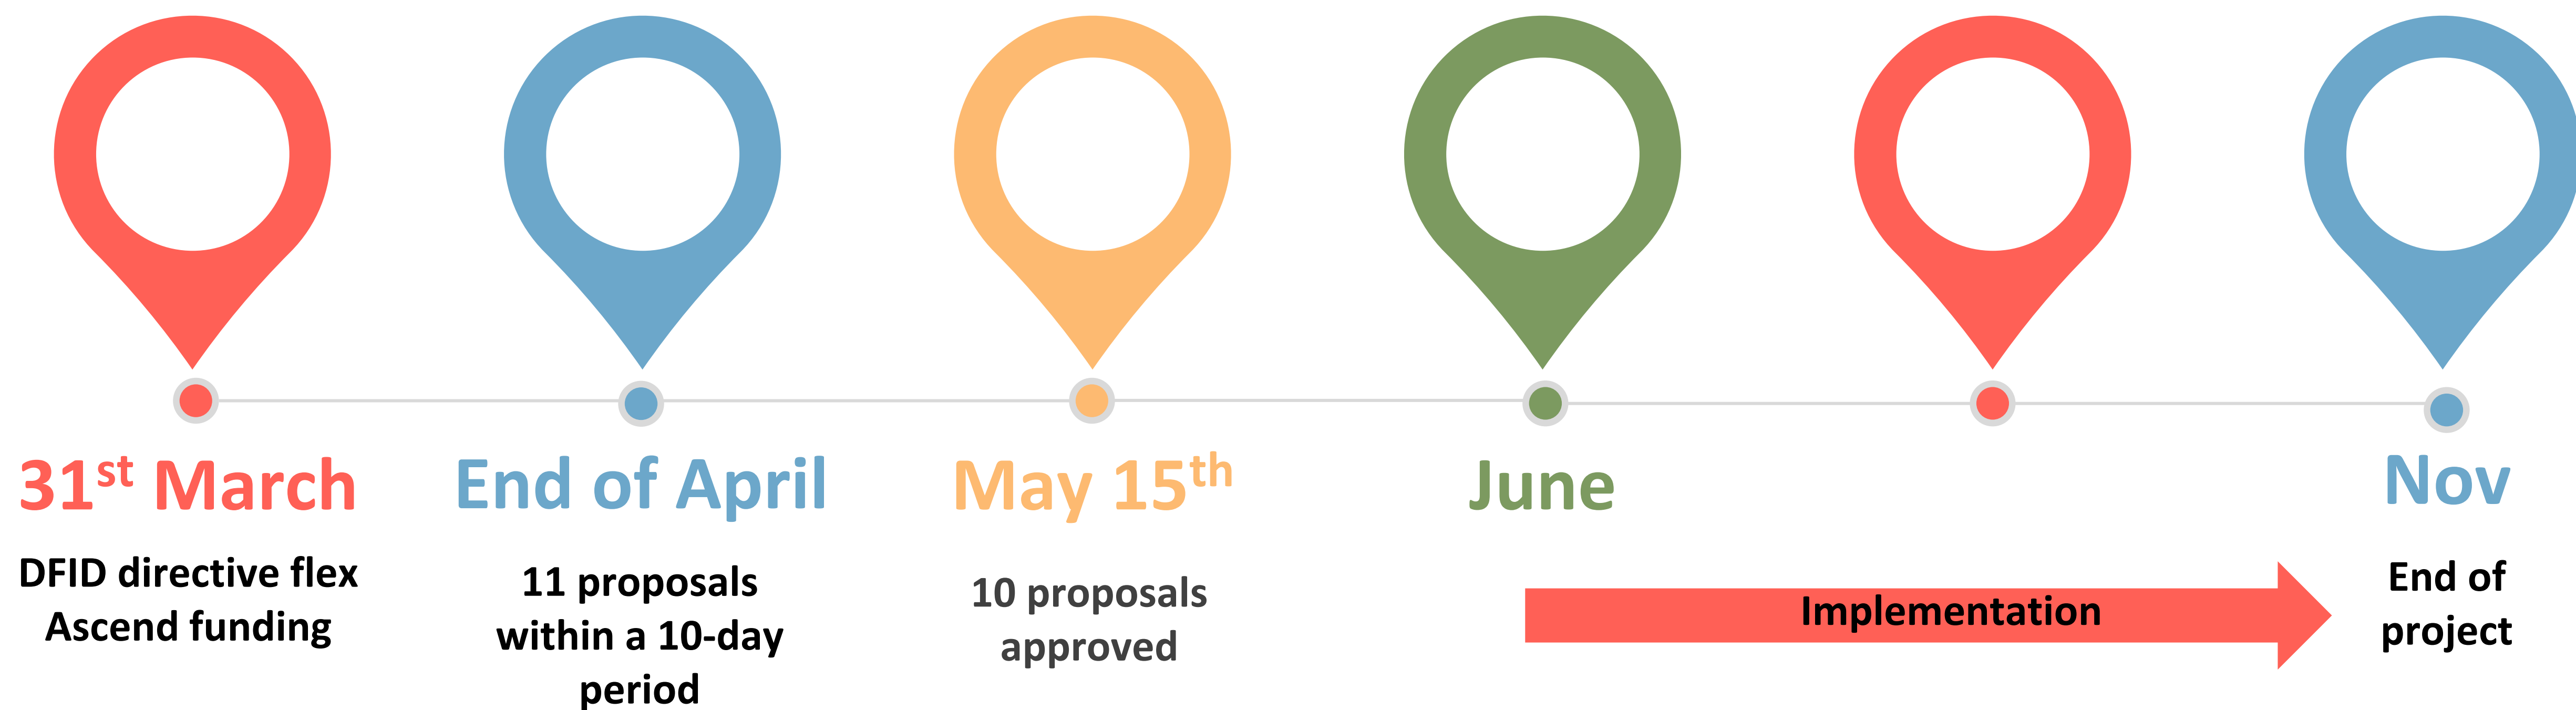 31st March
End of April
May 15th
June
Nov
DFID directive flex
Ascend funding
11 proposals
within a 10-day
period
10 proposals
approved
Implementation
End of
project